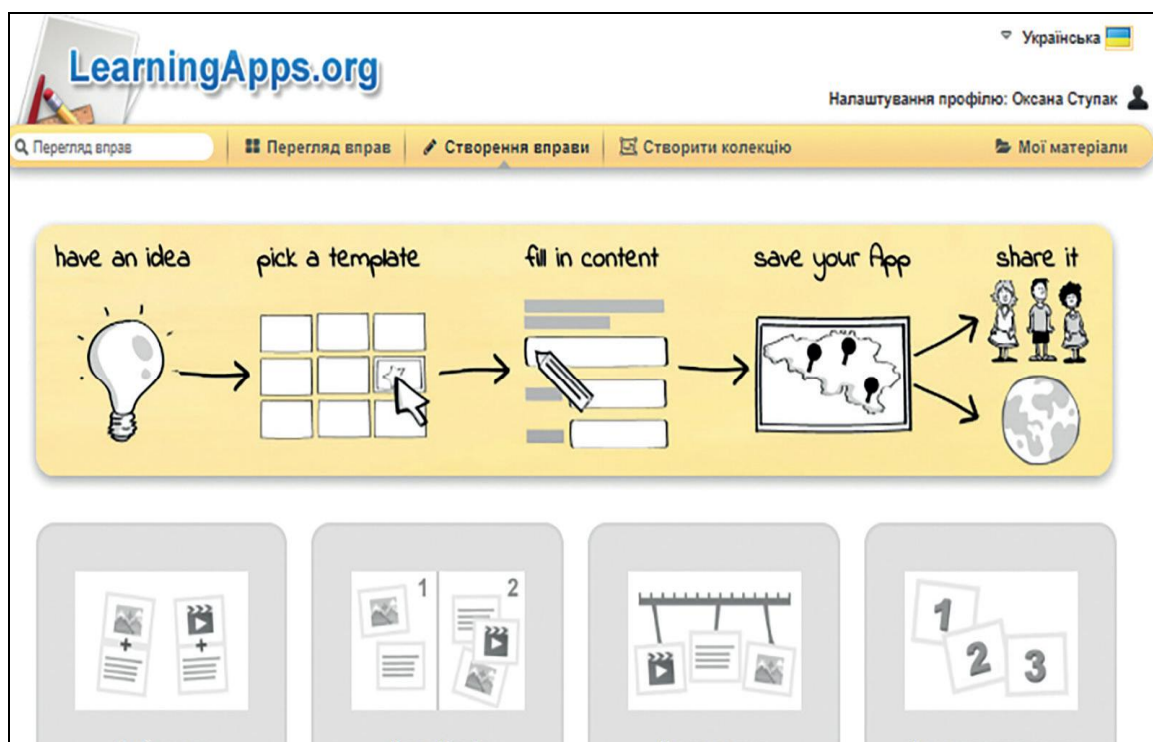 Українська
LearningApps.org
Налаштування профілю: Оксана Ступак
Перегляд вправ
Перегляд вправ
Створення вправи
Створити колекцію
Мої матеріали
have an idea
pick a template
fill in content
save your App
share it
1
2
1
2
3